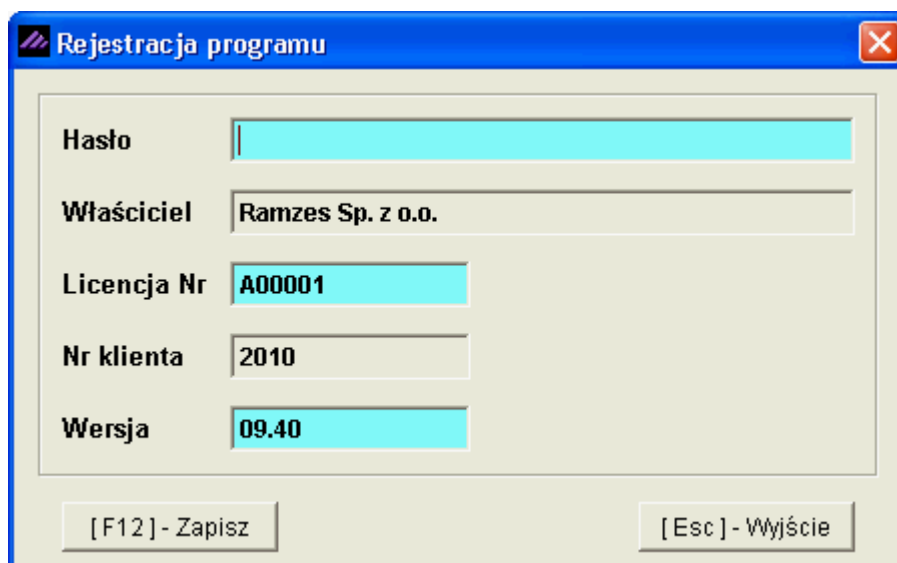 Rejestracja programu
Hasło
Właściciel Ramzes Sp. z o.o.
Licencja Nr A00001
Nr klienta 2010
Wersja 09.40
[ F12 ] - Zapisz [ Esc ] - Wyjście